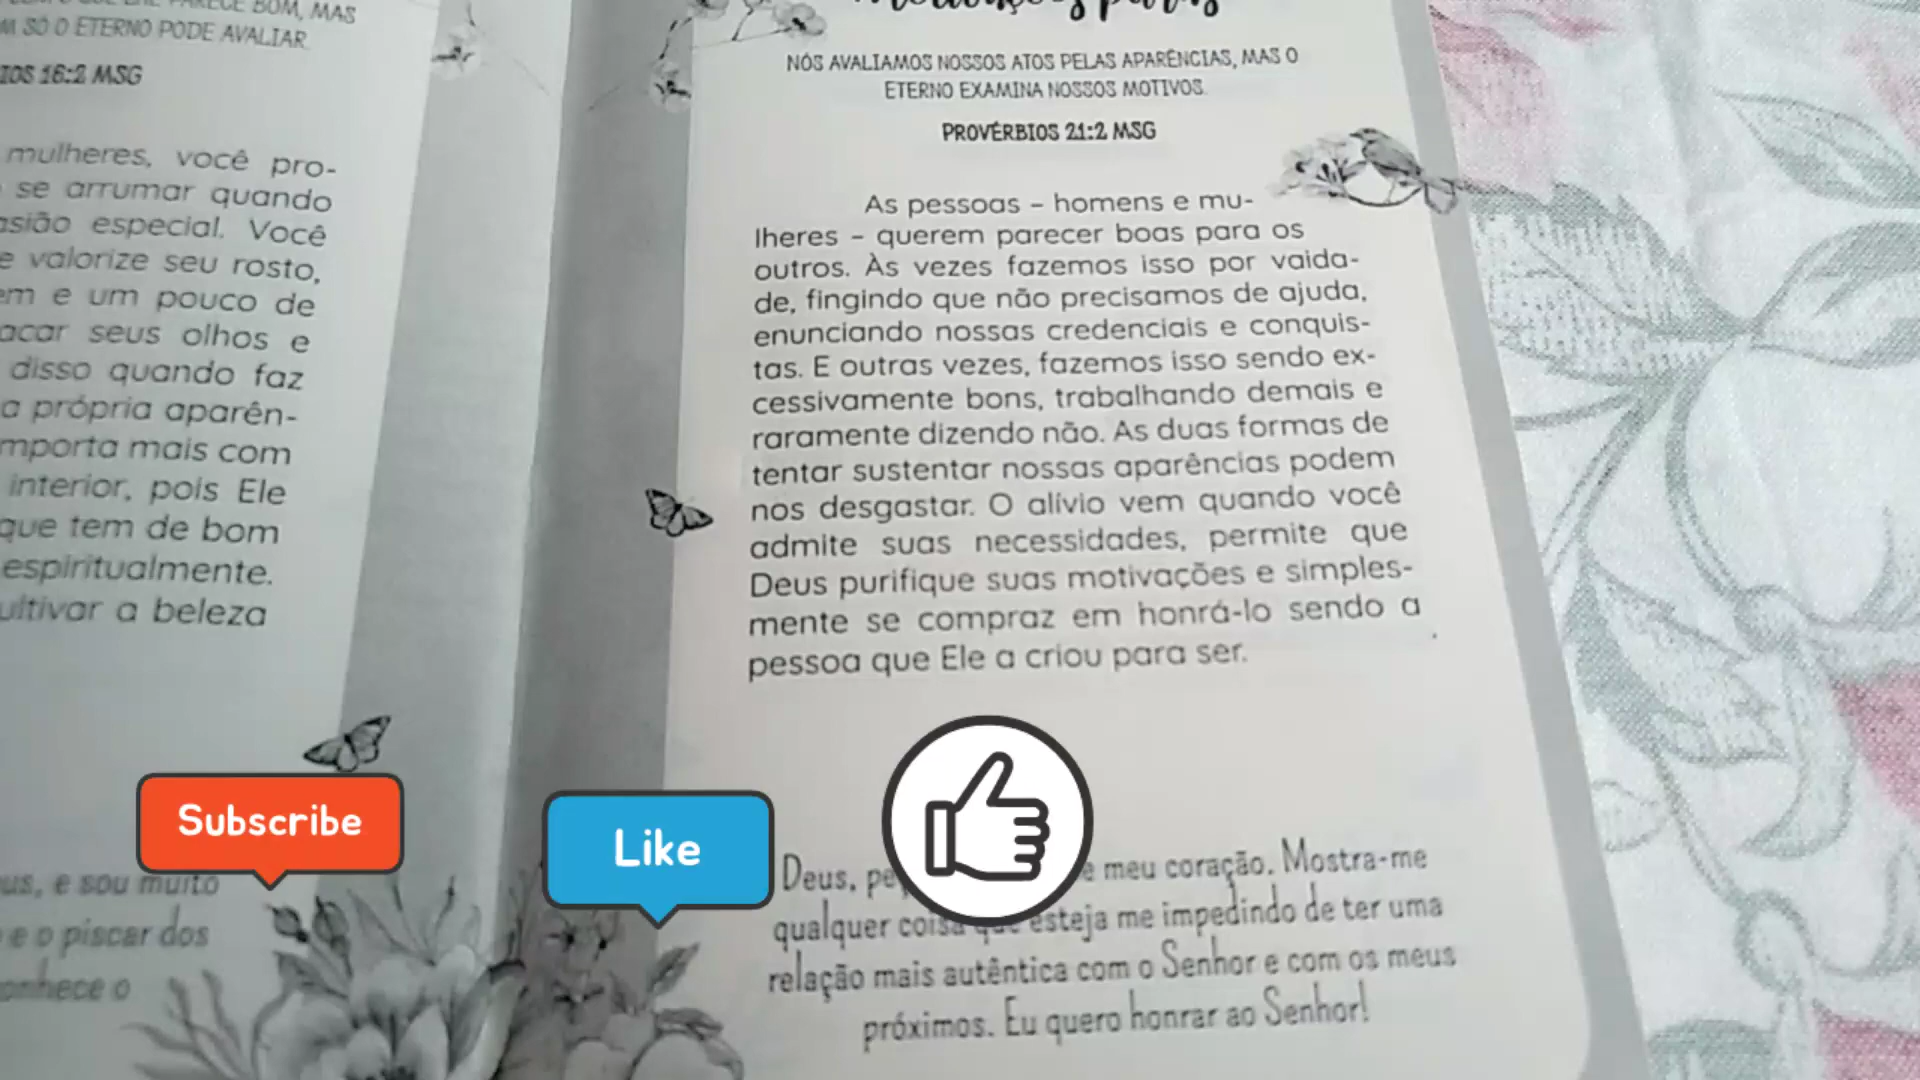 BOM, MAS
SÓ O ETERNO PODE AVALIAR.
16:2 MSG
mulheres, você pro-
se arrumar quando
especial. Você
valorize seu rosto,
e um pouco de
seus olhos e
disso quando faz
a própria aparên-
mais com
interior, pois Ele
que tem de bom
espiritualmente.
a beleza
e sou muito
e o piscar dos
o
NÓS AVALIAMOS NOSSOS ATOS PELAS APARÊNCIAS, MAS O
ETERNO EXAMINA NOSSOS MOTIVOS.
PROVÉRBIOS 21:2 MSG
As pessoas – homens e mu-
lheres – querem parecer boas para os
outros. Às vezes fazemos isso por vaida-
de, fingindo que não precisamos de ajuda,
enunciando nossas credenciais e conquis-
tas. E outras vezes, fazemos isso sendo ex-
cessivamente bons, trabalhando demais e
raramente dizendo não. As duas formas de
tentar sustentar nossas aparências podem
nos desgastar. O alívio vem quando você
admite suas necessidades, permite que
Deus purifique suas motivações e simples-
mente se compraz em honrá-lo sendo a
pessoa que Ele a criou para ser.
Deus, meu coração. Mostra-me
qualquer coisa que esteja me impedindo de ter uma
relação mais autêntica com o Senhor e com os meus
próximos. Eu quero honrar ao Senhor!
Subscribe
Like